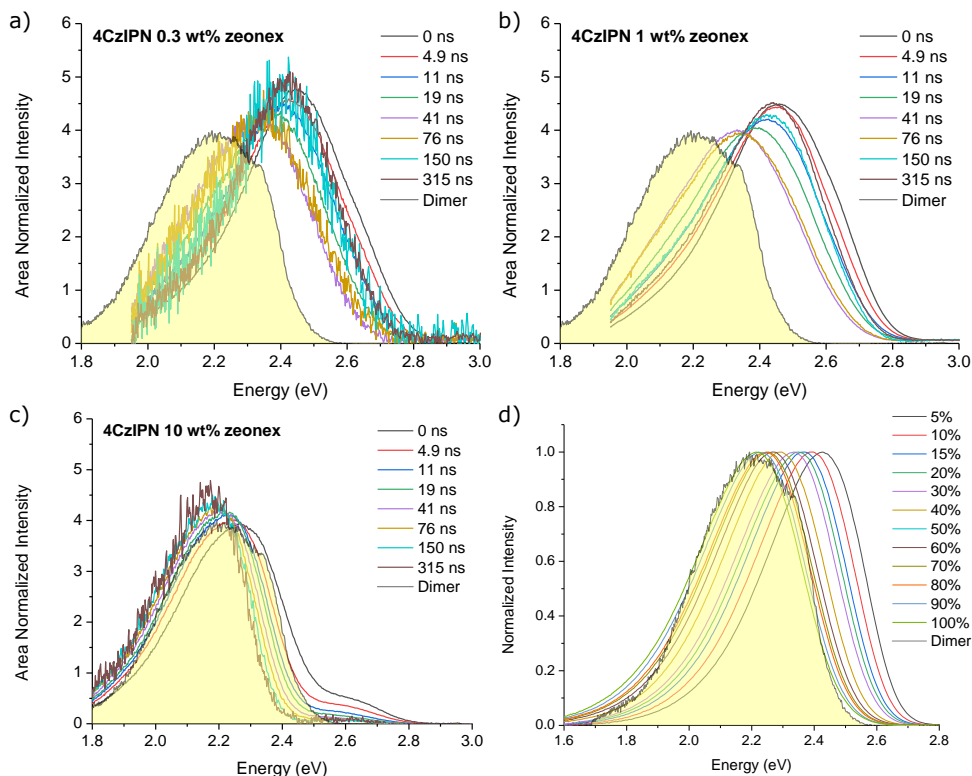 a)
4CzIPN 0.3 wt% zeonex
0 ns
4.9 ns
11 ns
19 ns
41 ns
76 ns
150 ns
315 ns
Dimer
Area Normalized Intensity
6
5
4
3
2
1
0
1.8 2.0 2.2 2.4 2.6 2.8 3.0
Energy (eV)
b)
4CzIPN 1 wt% zeonex
0 ns
4.9 ns
11 ns
19 ns
41 ns
76 ns
150 ns
315 ns
Dimer
Area Normalized Intensity
6
5
4
3
2
1
0
1.8 2.0 2.2 2.4 2.6 2.8 3.0
Energy (eV)
c)
4CzIPN 10 wt% zeonex
0 ns
4.9 ns
11 ns
19 ns
41 ns
76 ns
150 ns
315 ns
Dimer
Area Normalized Intensity
6
5
4
3
2
1
0
1.8 2.0 2.2 2.4 2.6 2.8 3.0
Energy (eV)
d)
5%
10%
15%
20%
30%
40%
50%
60%
70%
80%
90%
100%
Dimer
Normalized Intensity
1.0
0.8
0.6
0.4
0.2
0.0
1.6 2.0 2.4 2.8
Energy (eV)